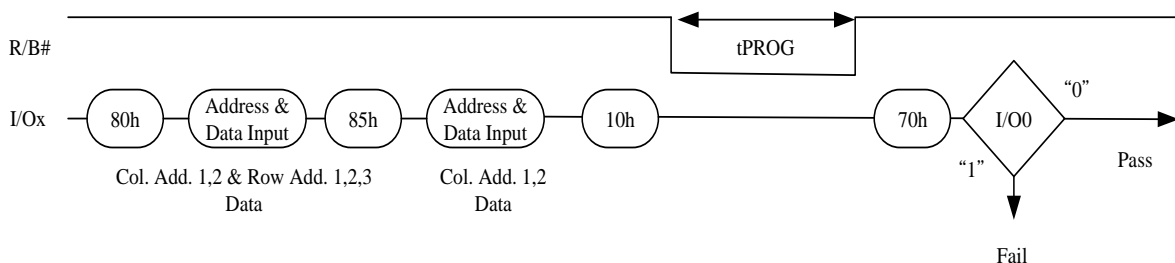 R/B#
tPROG
I/Ox
80h
Address &
Data Input
85h
Address &
Data Input
10h
70h
I/O0
“0”
“1”
Pass
Col. Add. 1,2 & Row Add. 1,2,3
Data
Col. Add. 1,2
Data
Fail